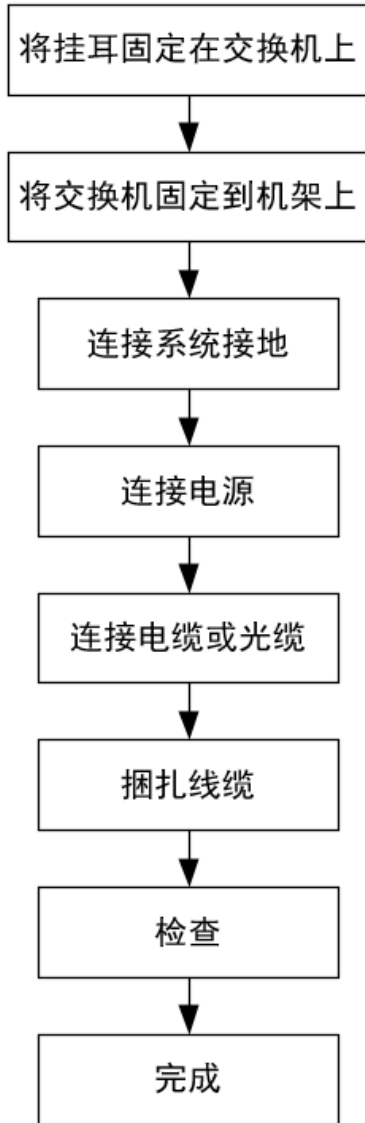 将挂耳固定在交换机上
将交换机固定到机架上
连接系统接地
连接电源
连接电缆或光缆
捆扎线缆
检查
完成